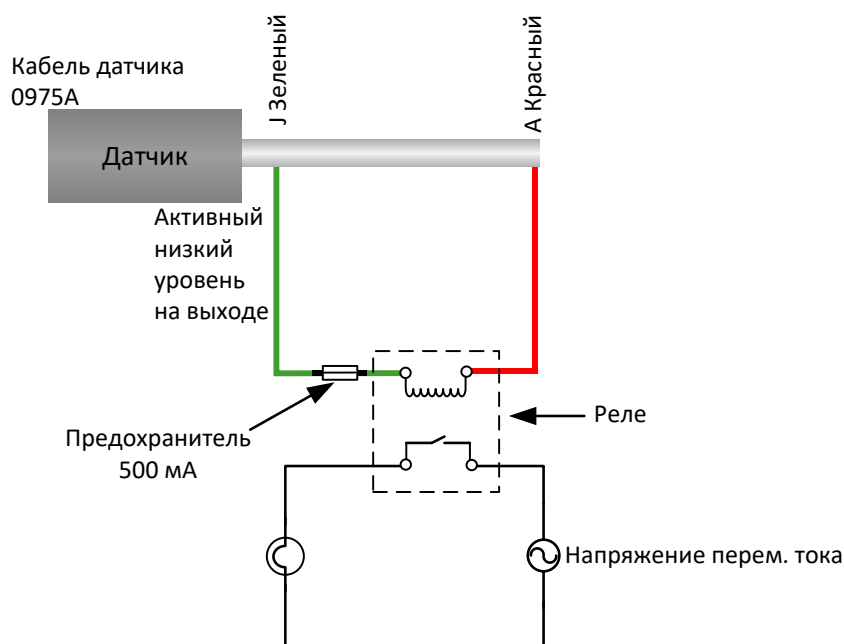 Кабель датчика
0975A
J Зеленый
A Красный
Датчик
Активный
низкий
уровень
на выходе
Предохранитель
500 мА
Реле
Напряжение перем. тока